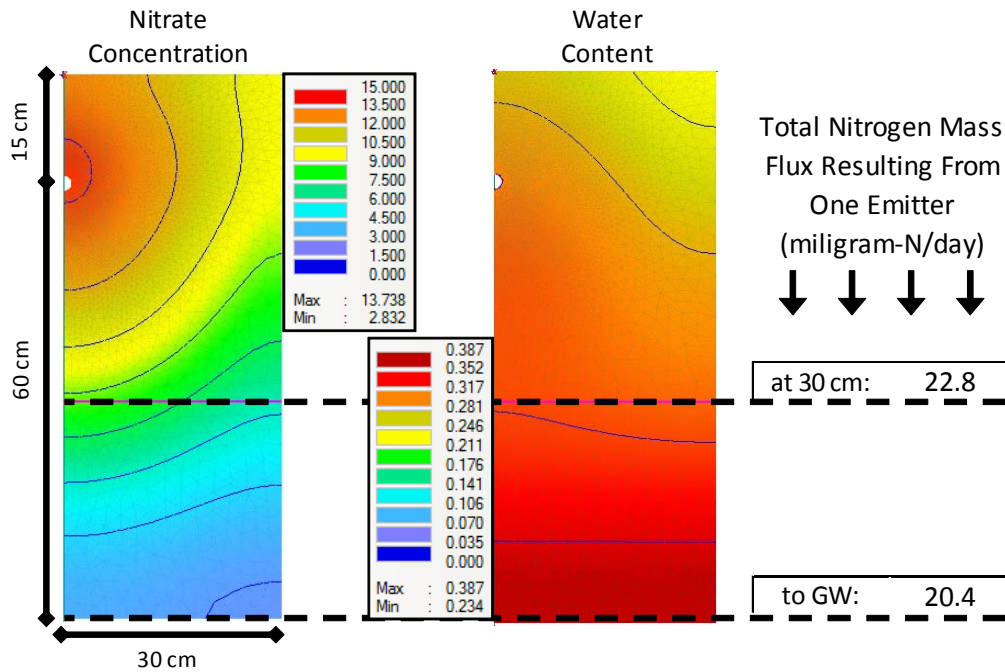 Nitrate
Concentration
Water
Content
15 cm
60 cm
30 cm
15.000
13.500
12.000
10.500
9.000
7.500
6.000
4.500
3.000
1.500
0.000
Max : 13.738
Min : 2.832
0.387
0.352
0.317
0.281
0.246
0.211
0.176
0.141
0.106
0.070
0.035
0.000
Max : 0.387
Min : 0.234
Total Nitrogen Mass
Flux Resulting From
One Emitter
(miligram-N/day)
at 30 cm: 22.8
to GW: 20.4